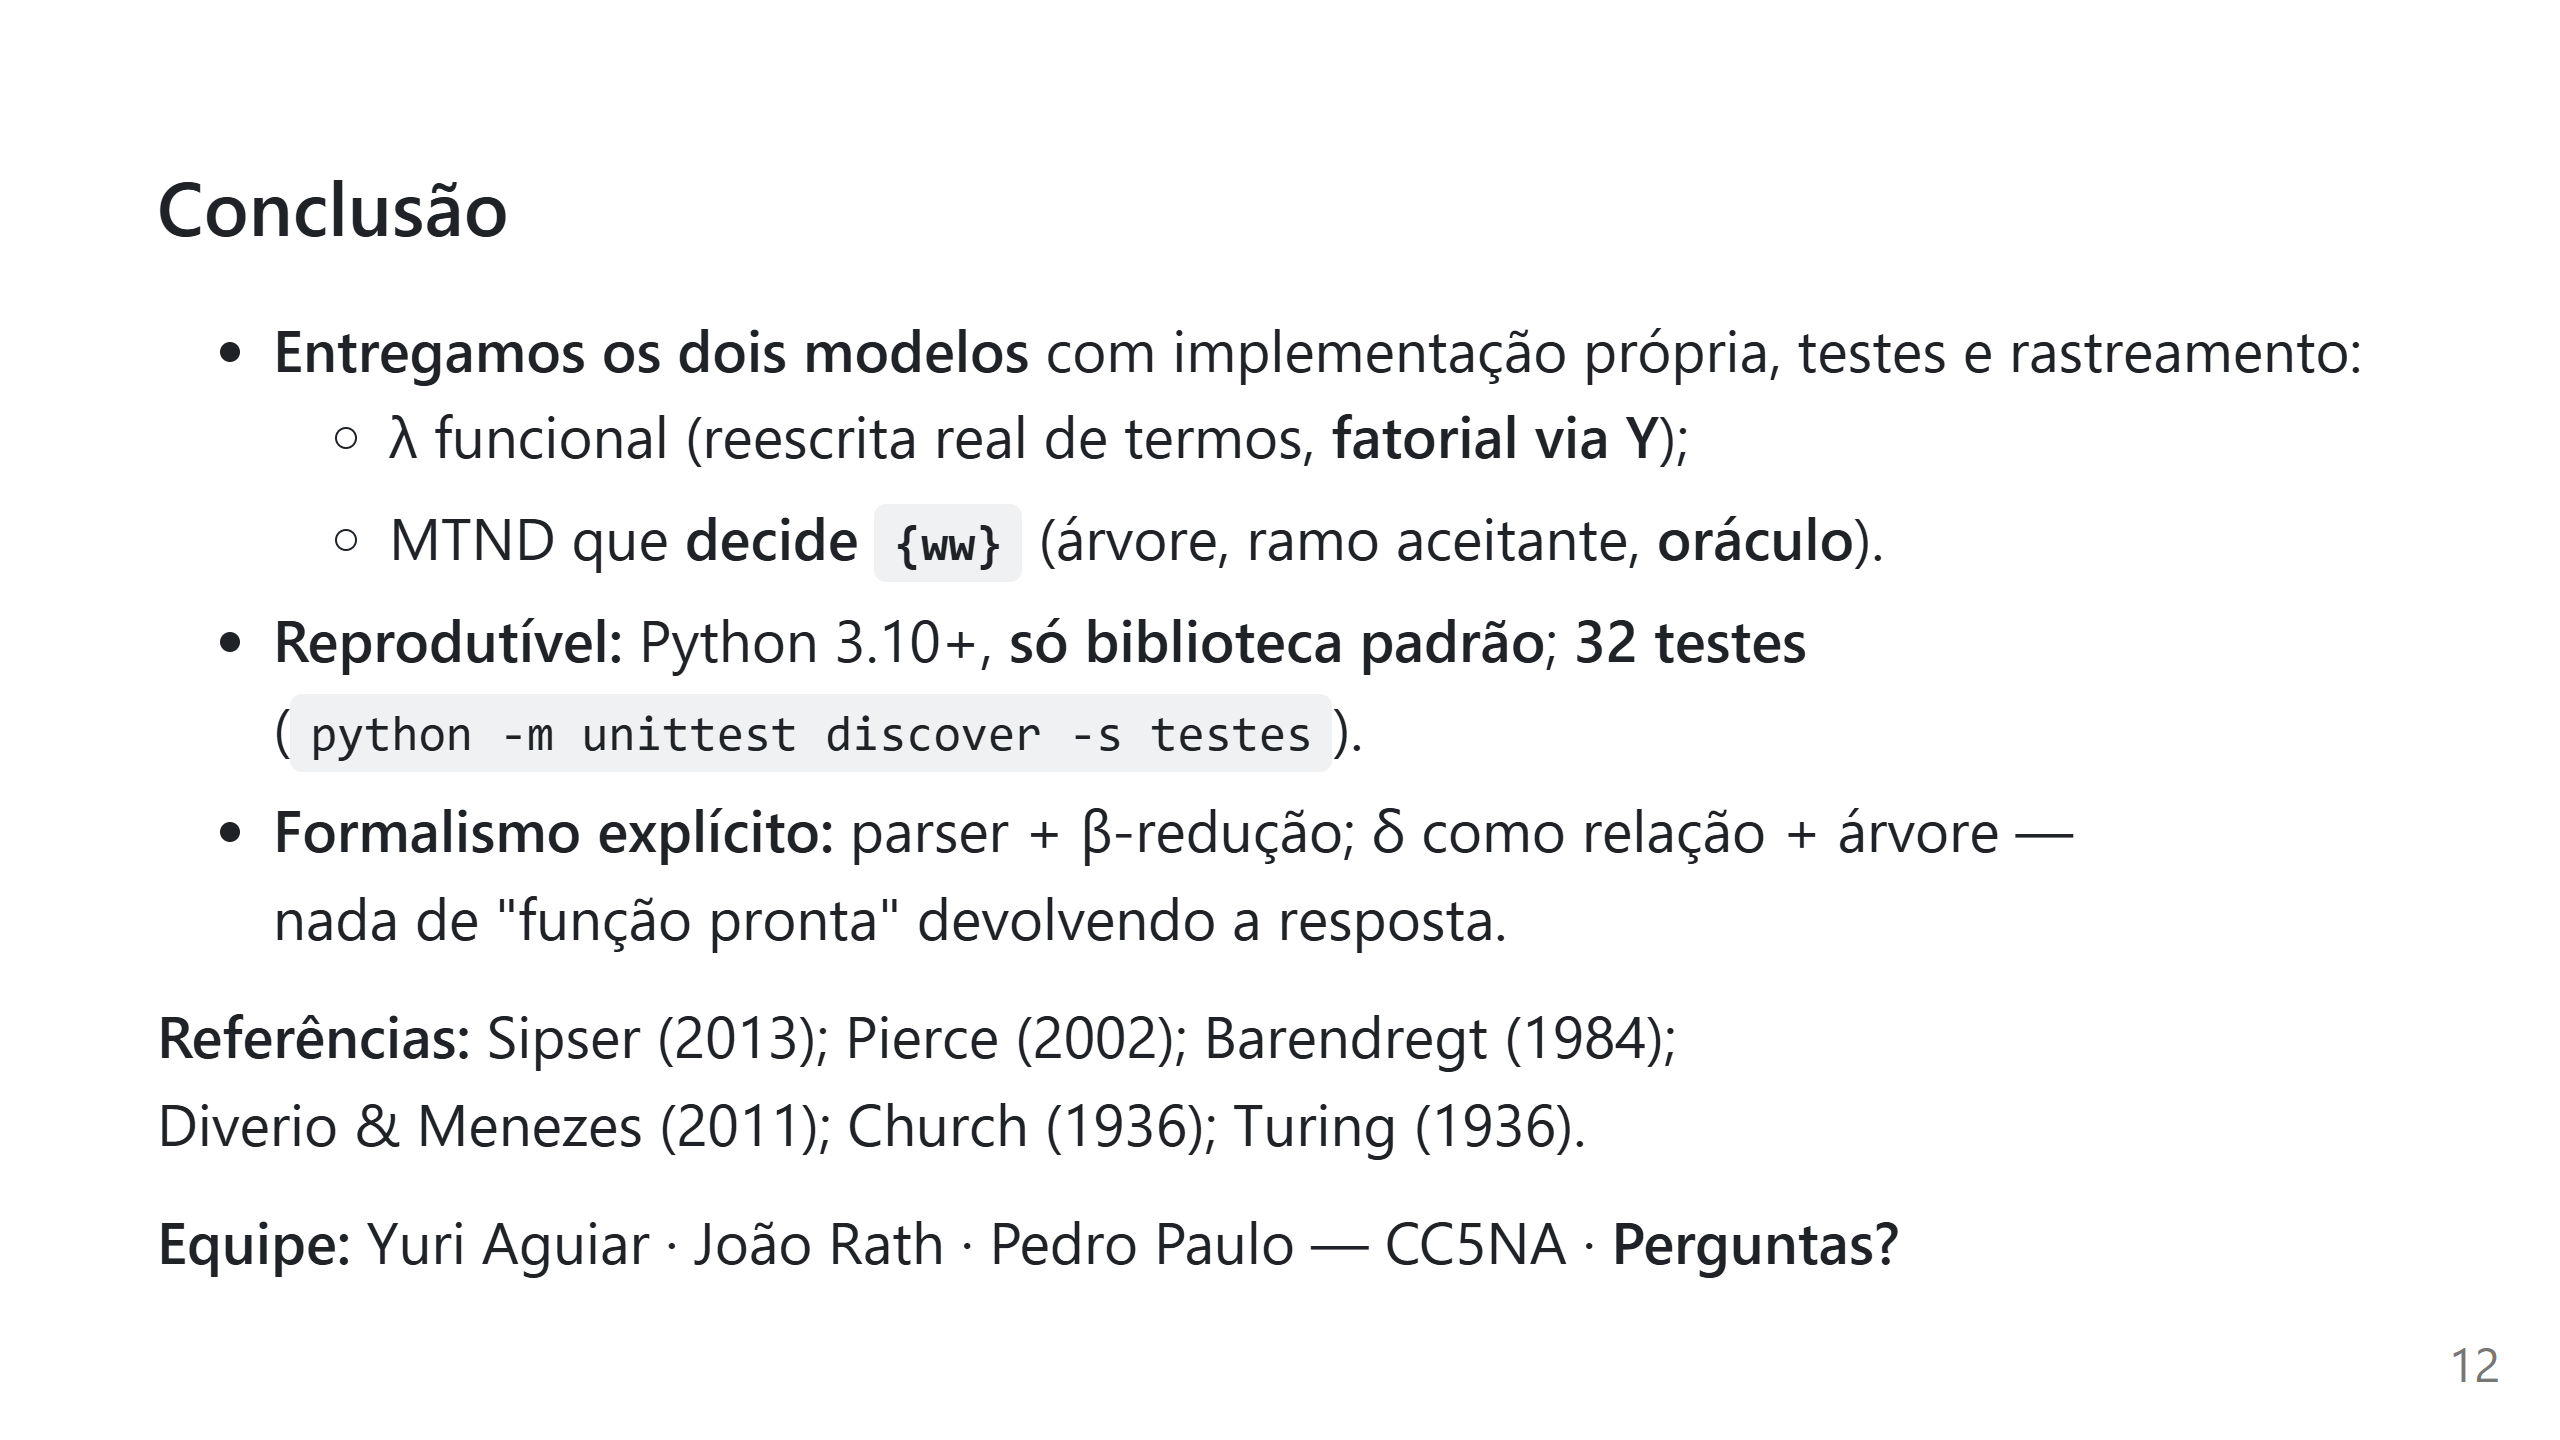 Conclusão
• Entregamos os dois modelos com implementação própria, testes e rastreamento:
○ λ funcional (reescrita real de termos, fatorial via Y);
○ MTND que decide {ww} (árvore, ramo aceitante, oráculo).
• Reprodutível: Python 3.10+, só biblioteca padrão; 32 testes
(python -m unittest discover -s testes).
• Formalismo explícito: parser + β-redução; δ como relação + árvore —
nada de "função pronta" devolvendo a resposta.
Referências: Sipser (2013); Pierce (2002); Barendregt (1984);
Diverio & Menezes (2011); Church (1936); Turing (1936).
Equipe: Yuri Aguiar · João Rath · Pedro Paulo — CC5NA · Perguntas?
12